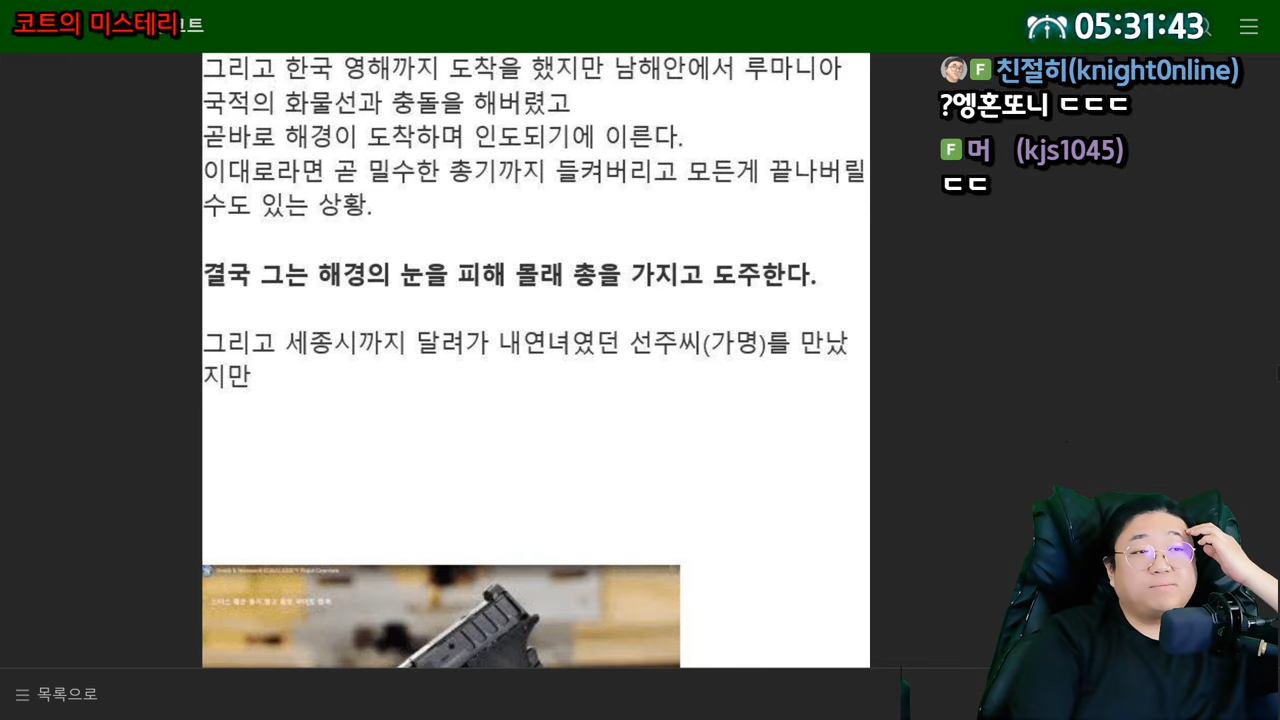 코트의 미스테리
트
05:31:43
그리고 한국 영해까지 도착을 했지만 남해안에서 루마니아
국적의 화물선과 충돌을 해버렸고
곧바로 해경이 도착하며 인도되기에 이른다.
이대로라면 곧 밀수한 총기까지 들켜버리고 모든게 끝나버릴
수도 있는 상황.
결국 그는 해경의 눈을 피해 몰래 총을 가지고 도주한다.
그리고 세종시까지 달려가 내연녀였던 선주씨(가명)를 만났
지만
F 친절히(knight0nline)
?엥혼또니 ㄷㄷㄷ
F 머 (kjs1045)
ㄷㄷ
목록으로